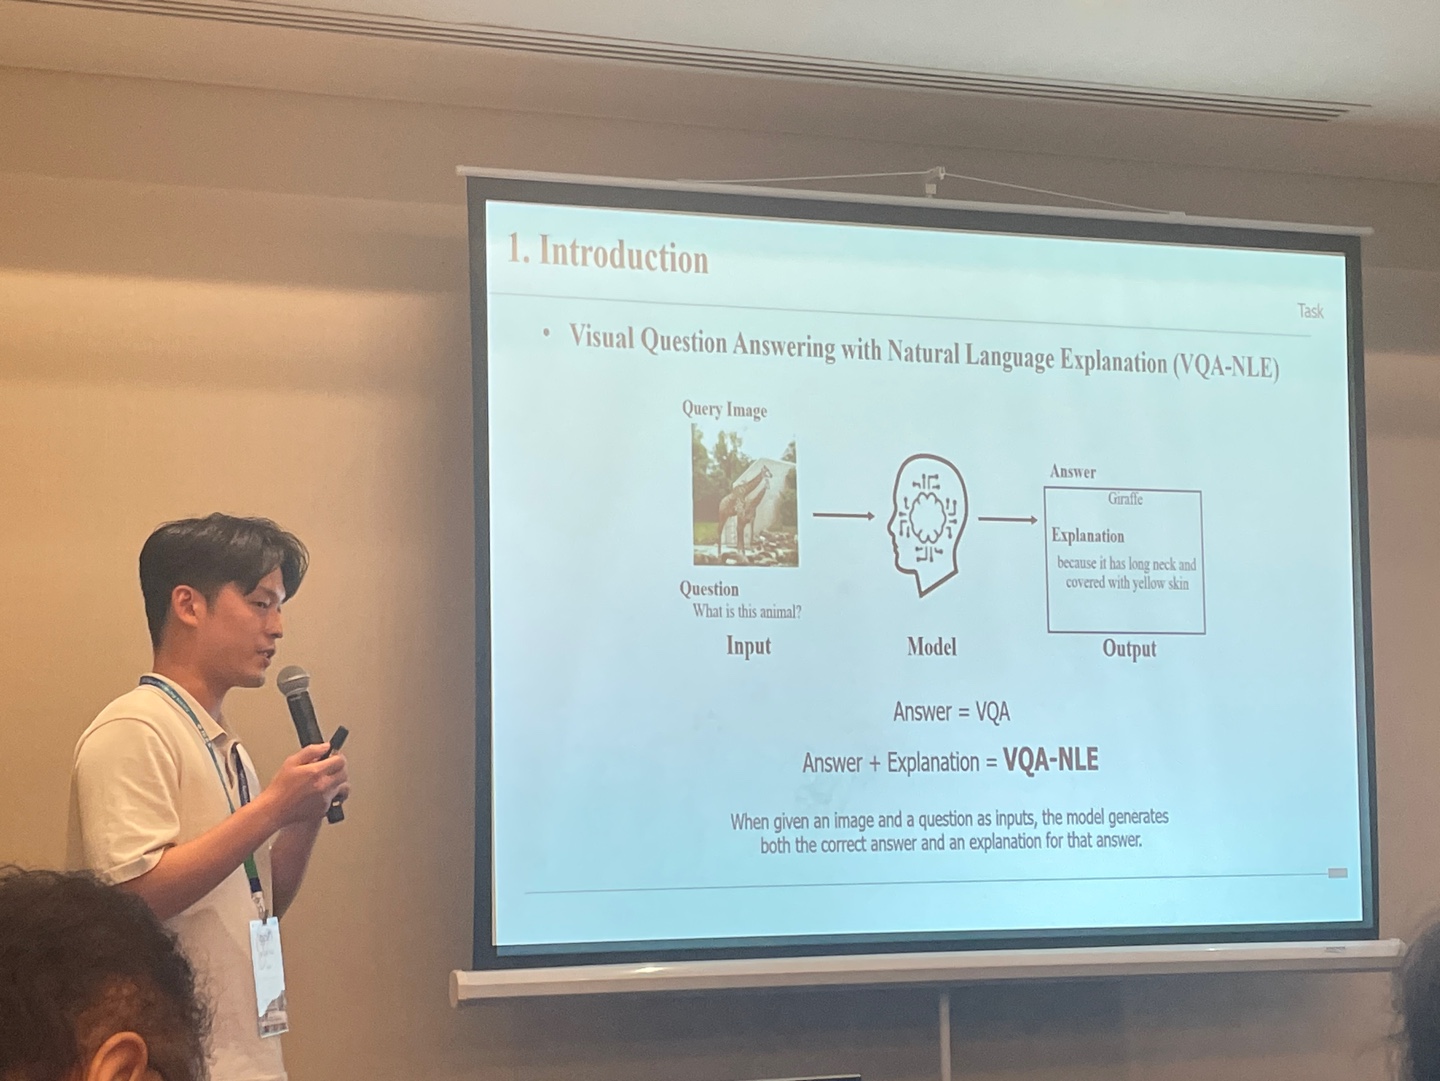 1. Introduction
Task
• Visual Question Answering with Natural Language Explanation (VQA-NLE)
Query Image
Question
What is this animal?
Input
Model
Answer
Giraffe
Explanation
because it has long neck and
covered with yellow skin
Output
Answer = VQA
Answer + Explanation = VQA-NLE
When given an image and a question as inputs, the model generates
both the correct answer and an explanation for that answer.